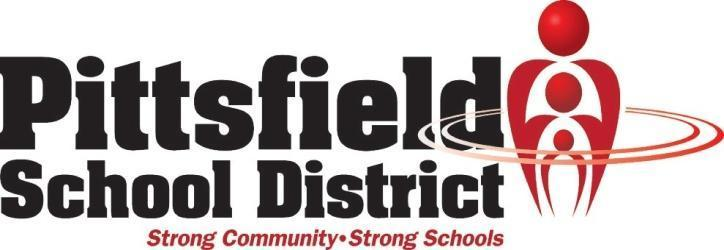 Pittsfield
School District
Strong Community•Strong Schools